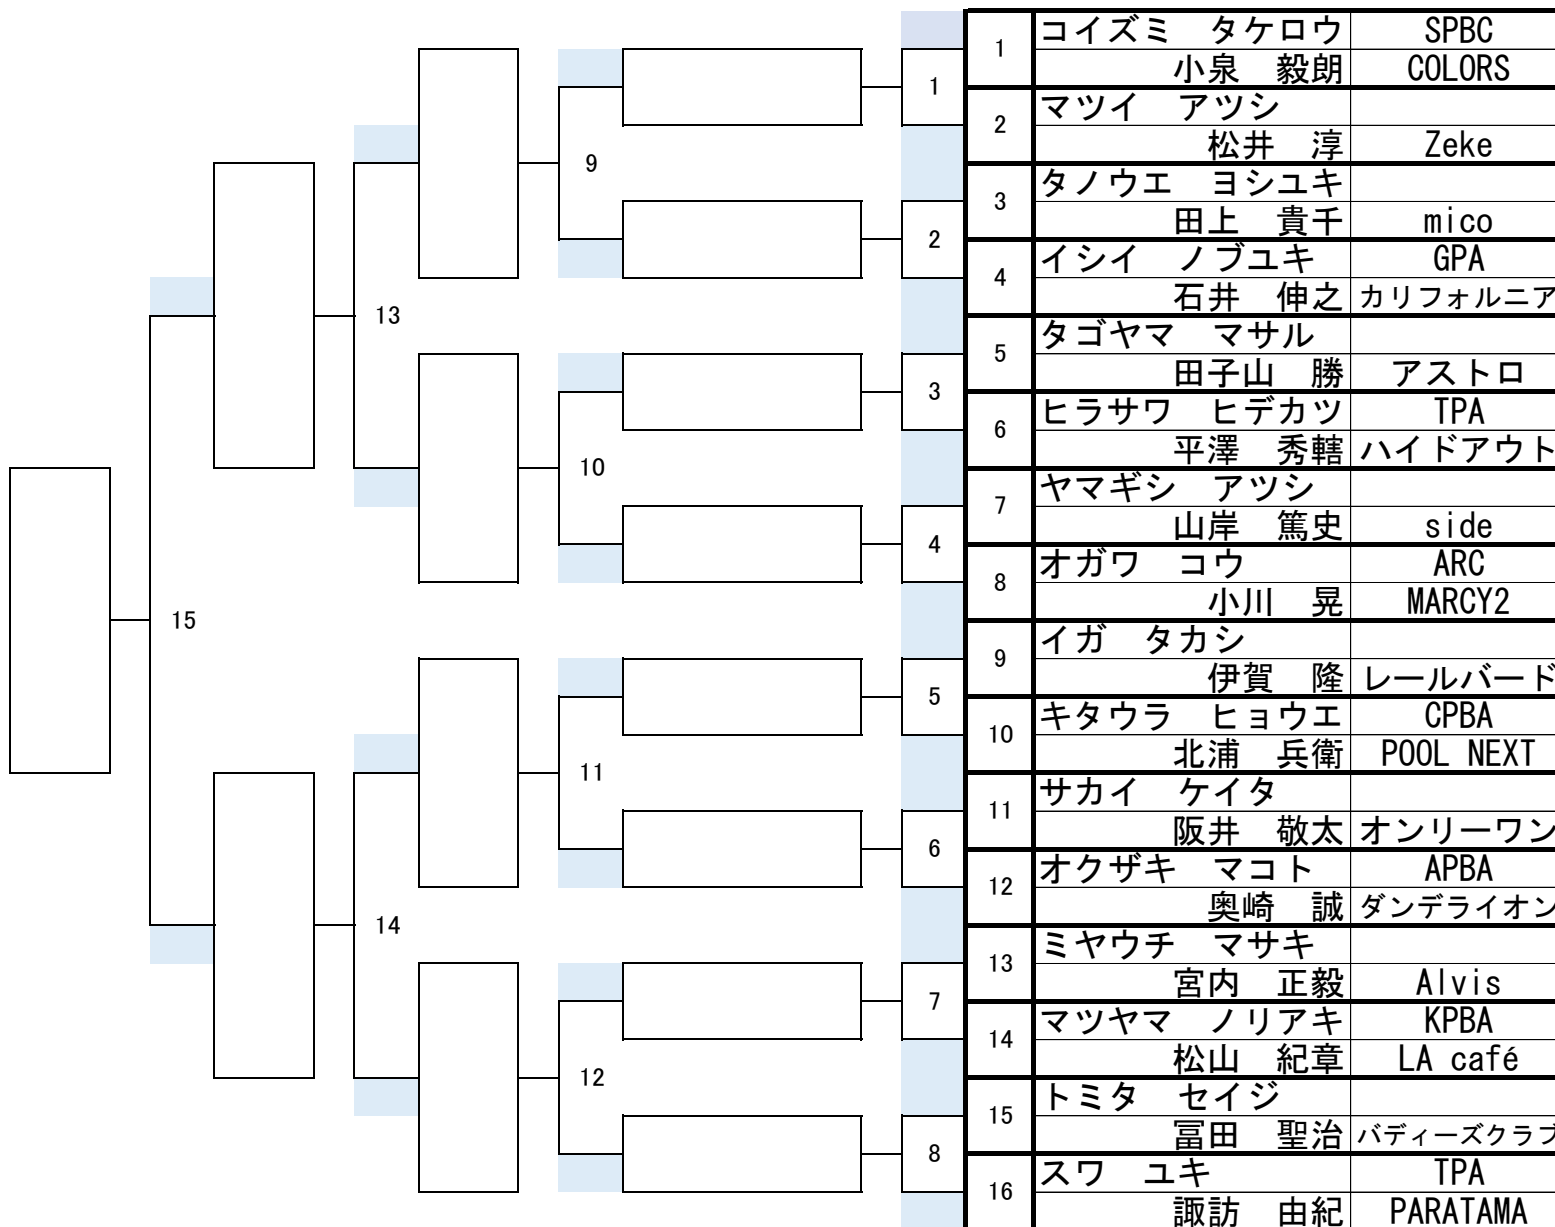 1 コイズミ　タケロウ SPBC
小泉　毅朗 COLORS
2 マツイ　アツシ
松井　淳 Zeke
3 タノウエ　ヨシユキ
田上　貴千 mico
4 イシイ　ノブユキ GPA
石井　伸之 カリフォルニア
5 タゴヤマ　マサル
田子山　勝 アストロ
6 ヒラサワ　ヒデカツ TPA
平澤　秀轄 ハイドアウト
7 ヤマギシ　アツシ
山岸　篤史 side
8 オガワ　コウ ARC
小川　晃 MARCY2
9 イガ　タカシ
伊賀　隆 レールバード
10 キタウラ　ヒョウエ CPBA
北浦　兵衛 POOL NEXT
11 サカイ　ケイタ
阪井　敬太 オンリーワン
12 オクザキ　マコト APBA
奥崎　誠 ダンデライオン
13 ミヤウチ　マサキ
宮内　正毅 Alvis
14 マツヤマ　ノリアキ KPBA
松山　紀章 LA café
15 トミタ　セイジ
冨田　聖治 バディーズクラブ
16 スワ　ユキ TPA
諏訪　由紀 PARATAMA
1
2
3
4
5
6
7
8
9
10
11
12
13
14
15